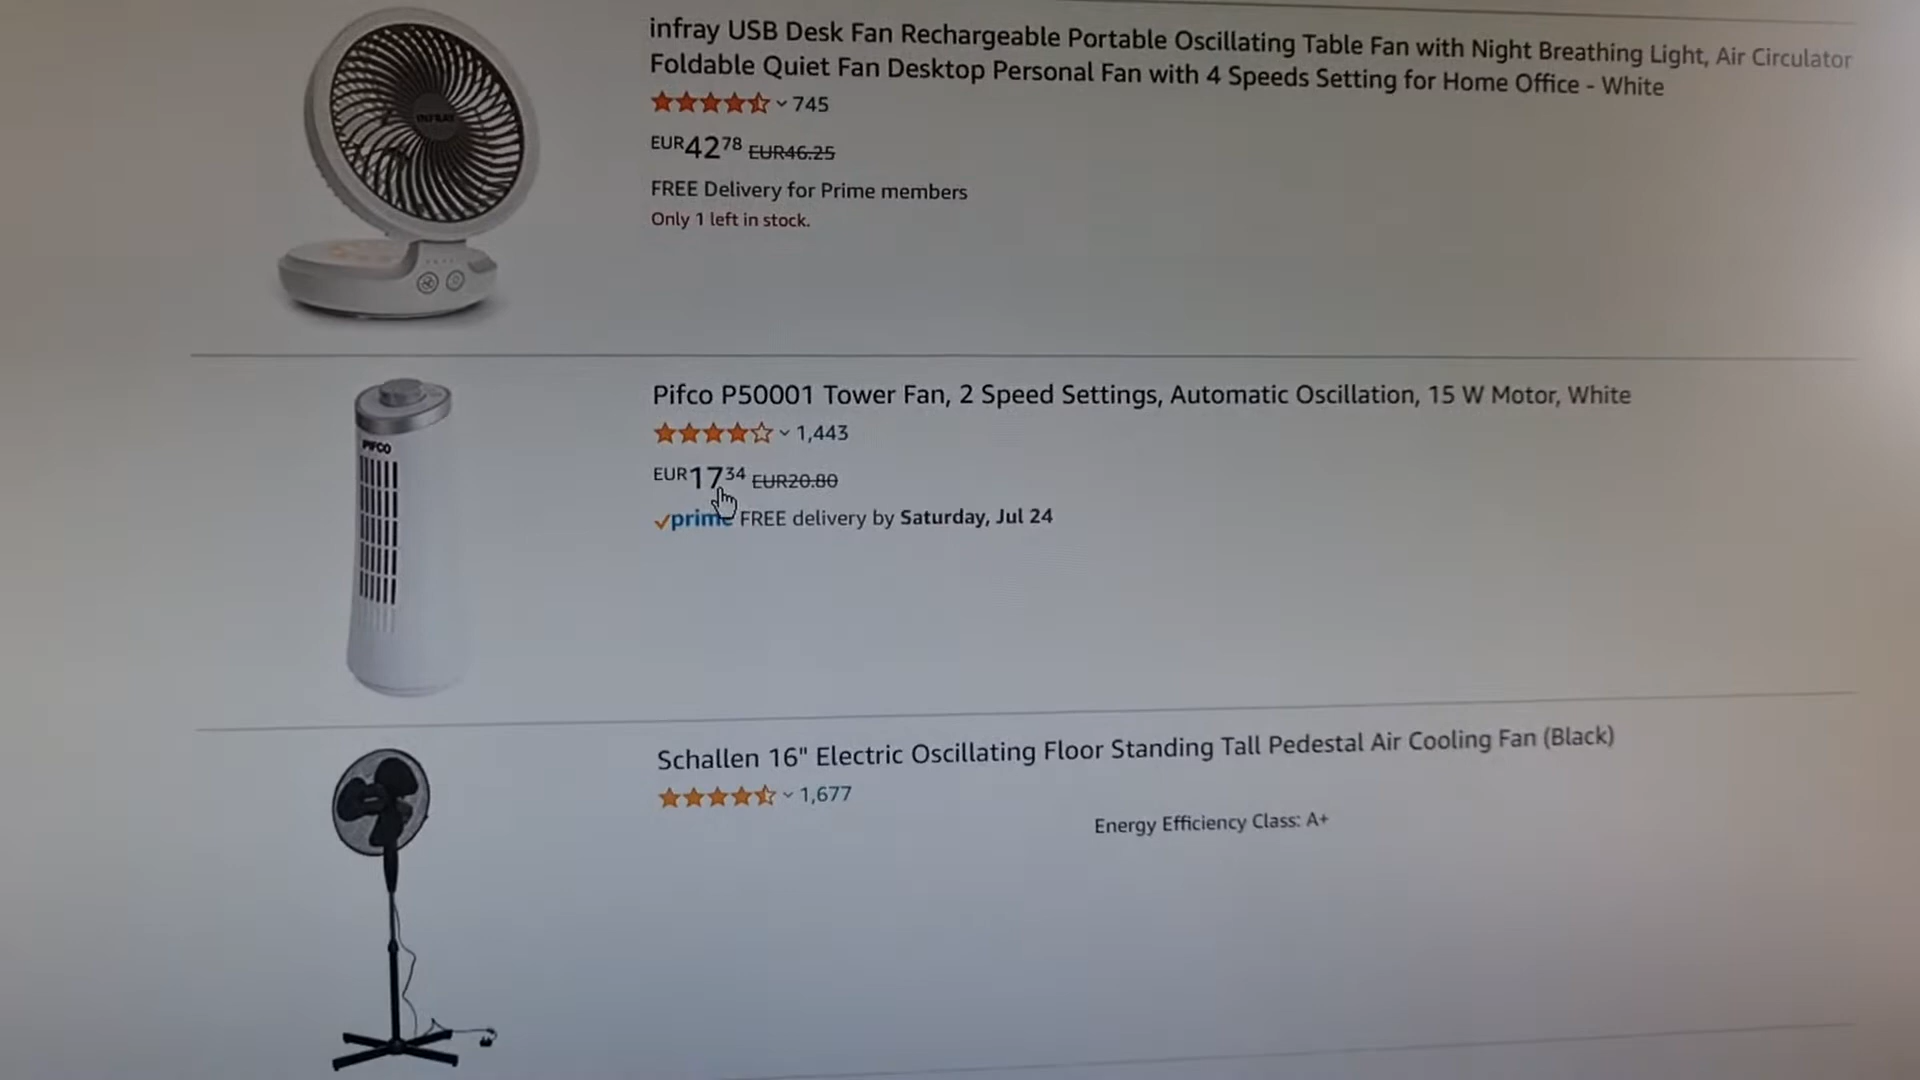 infray USB Desk Fan Rechargeable Portable Oscillating Table Fan with Night Breathing Light, Air Circulator
Foldable Quiet Fan Desktop Personal Fan with 4 Speeds Setting for Home Office - White
745
EUR42⁷⁸ EUR46.25
FREE Delivery for Prime members
Only 1 left in stock.
INFRAY
Pifco P50001 Tower Fan, 2 Speed Settings, Automatic Oscillation, 15 W Motor, White
1,443
EUR17³⁴ EUR20.80
prime FREE delivery by Saturday, Jul 24
PIFCO
Schallen 16" Electric Oscillating Floor Standing Tall Pedestal Air Cooling Fan (Black)
1,677
Energy Efficiency Class: A+